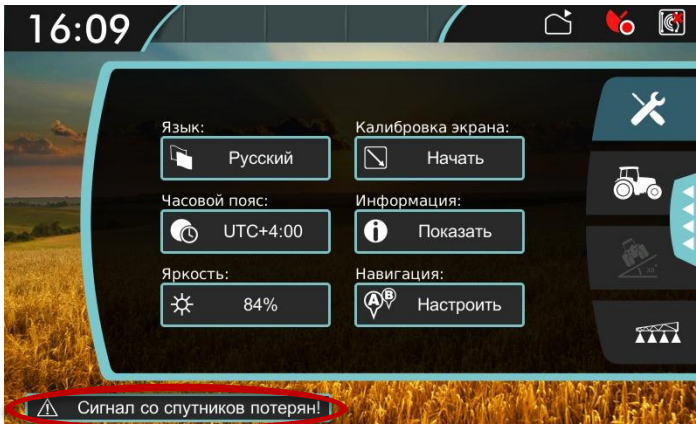 16:09
Язык:
Калибровка экрана:
Русский
Начать
Часовой пояс:
Информация:
UTC+4:00
Показать
Яркость:
Навигация:
84%
A B
Настроить
Сигнал со спутников потерян!